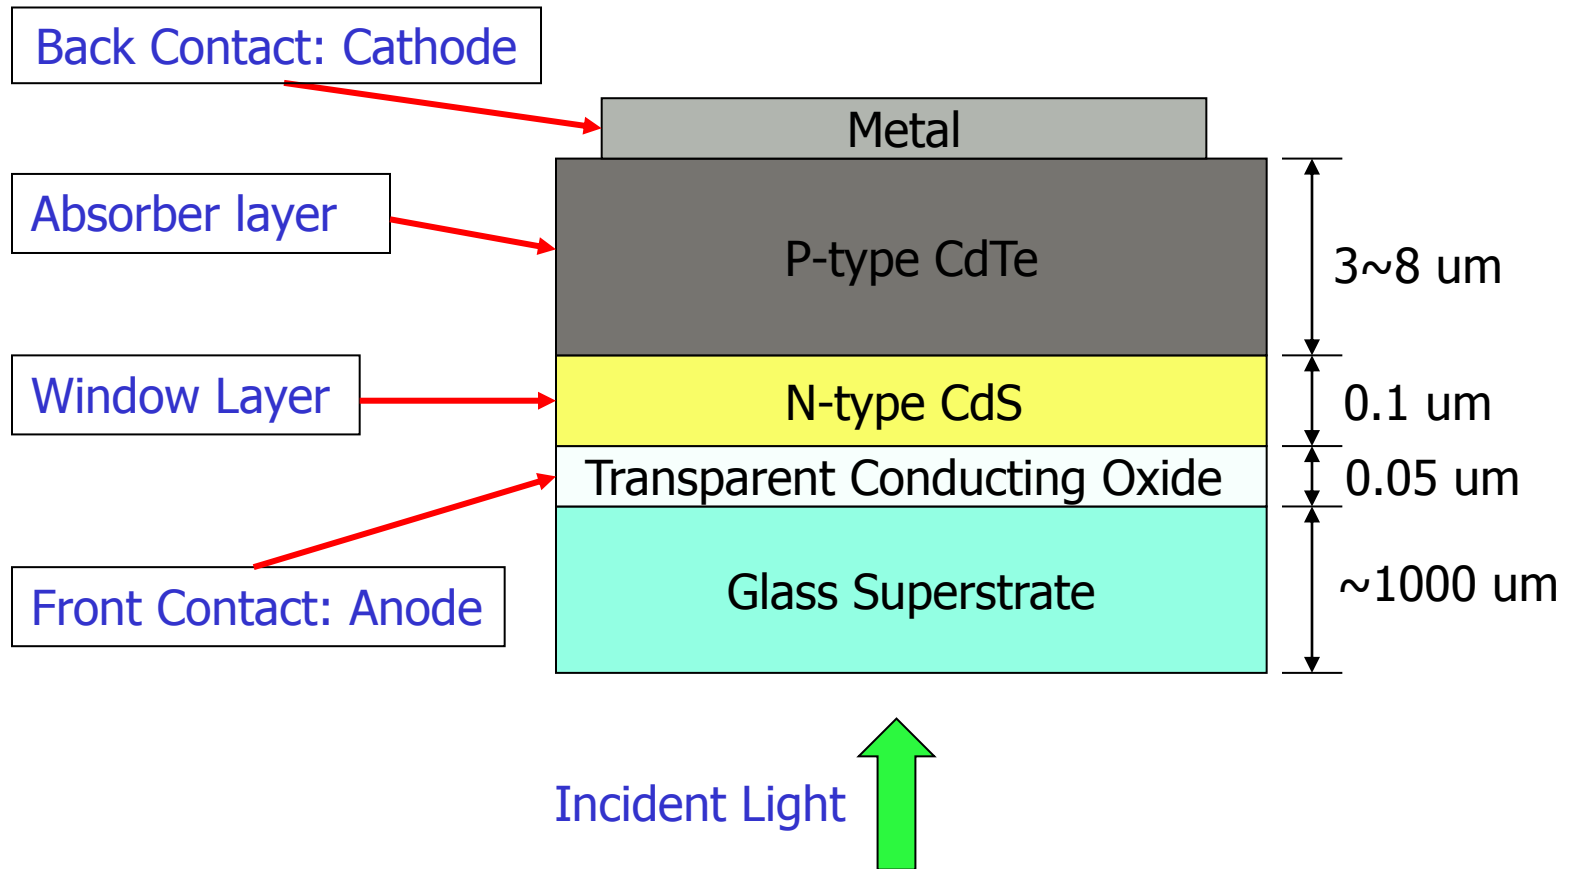 Back Contact: Cathode
Metal
Absorber layer
P-type CdTe
3~8 um
Window Layer
N-type CdS
0.1 um
Transparent Conducting Oxide
0.05 um
Front Contact: Anode
Glass Superstrate
~1000 um
Incident Light